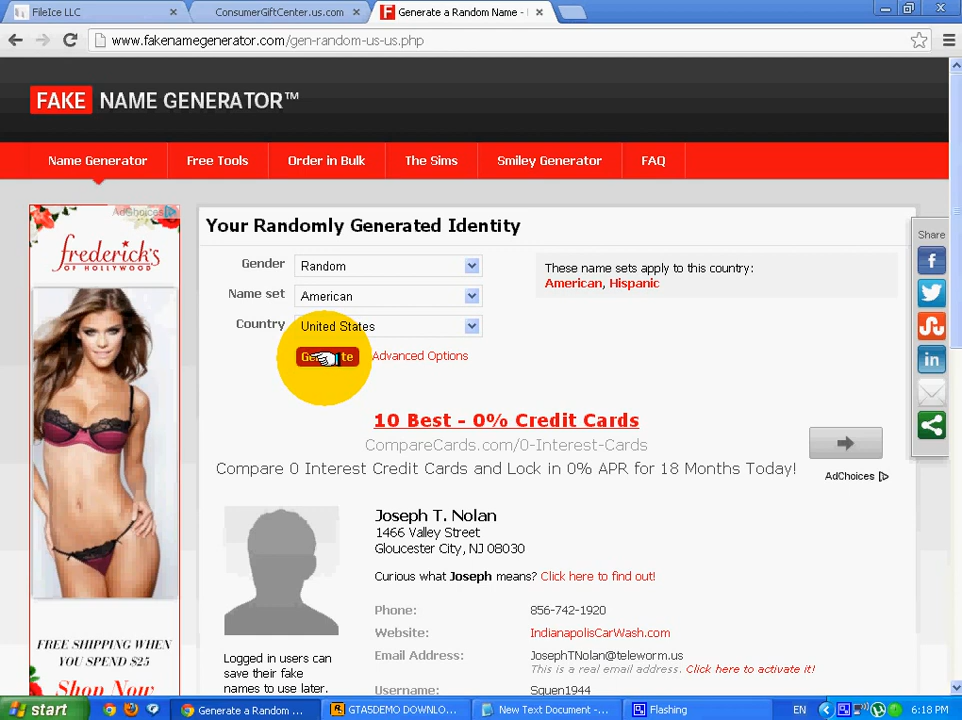 FileIce LLC
ConsumerGiftCenter.us.com
Generate a Random Name -
www.fakenamegenerator.com/gen-random-us-us.php
FAKE NAME GENERATOR™
Name Generator
Free Tools
Order in Bulk
The Sims
Smiley Generator
FAQ
AdChoices
frederick's
OF HOLLYWOOD
FREE SHIPPING WHEN
YOU SPEND $25
Shop Now
Your Randomly Generated Identity
Gender
Random
Name set
American
Country
United States
Advanced Options
These name sets apply to this country:
American, Hispanic
Share
10 Best - 0% Credit Cards
CompareCards.com/0-Interest-Cards
Compare 0 Interest Credit Cards and Lock in 0% APR for 18 Months Today!
AdChoices
Joseph T. Nolan
1466 Valley Street
Gloucester City, NJ 08030
Curious what Joseph means? Click here to find out!
Phone:
856-742-1920
Website:
IndianapolisCarWash.com
Email Address:
JosephTNolan@teleworm.us
This is a real email address. Click here to activate it!
Username:
Squen1944
Logged in users can
save their fake
names to use later.
start
Generate a Random ...
GTA5DEMO DOWNLO...
New Text Document -...
Flashing
EN
6:18 PM